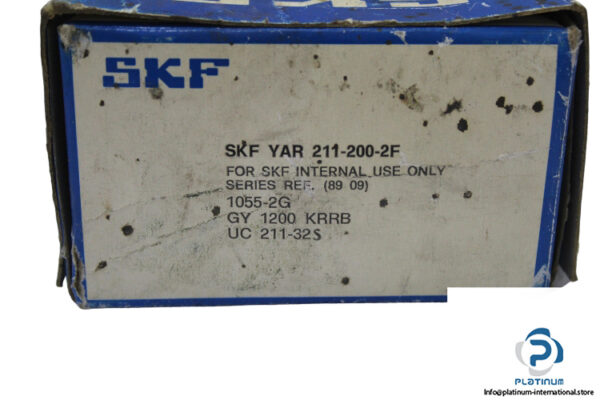 SKF
SKF YAR 211-200-2F
FOR SKF INTERNAL USE ONLY
SERIES REF. (89 09)
1055-2G
GY 1200 KRRB
UC 211-32S
PLATINUM
Info@platinum-international.store